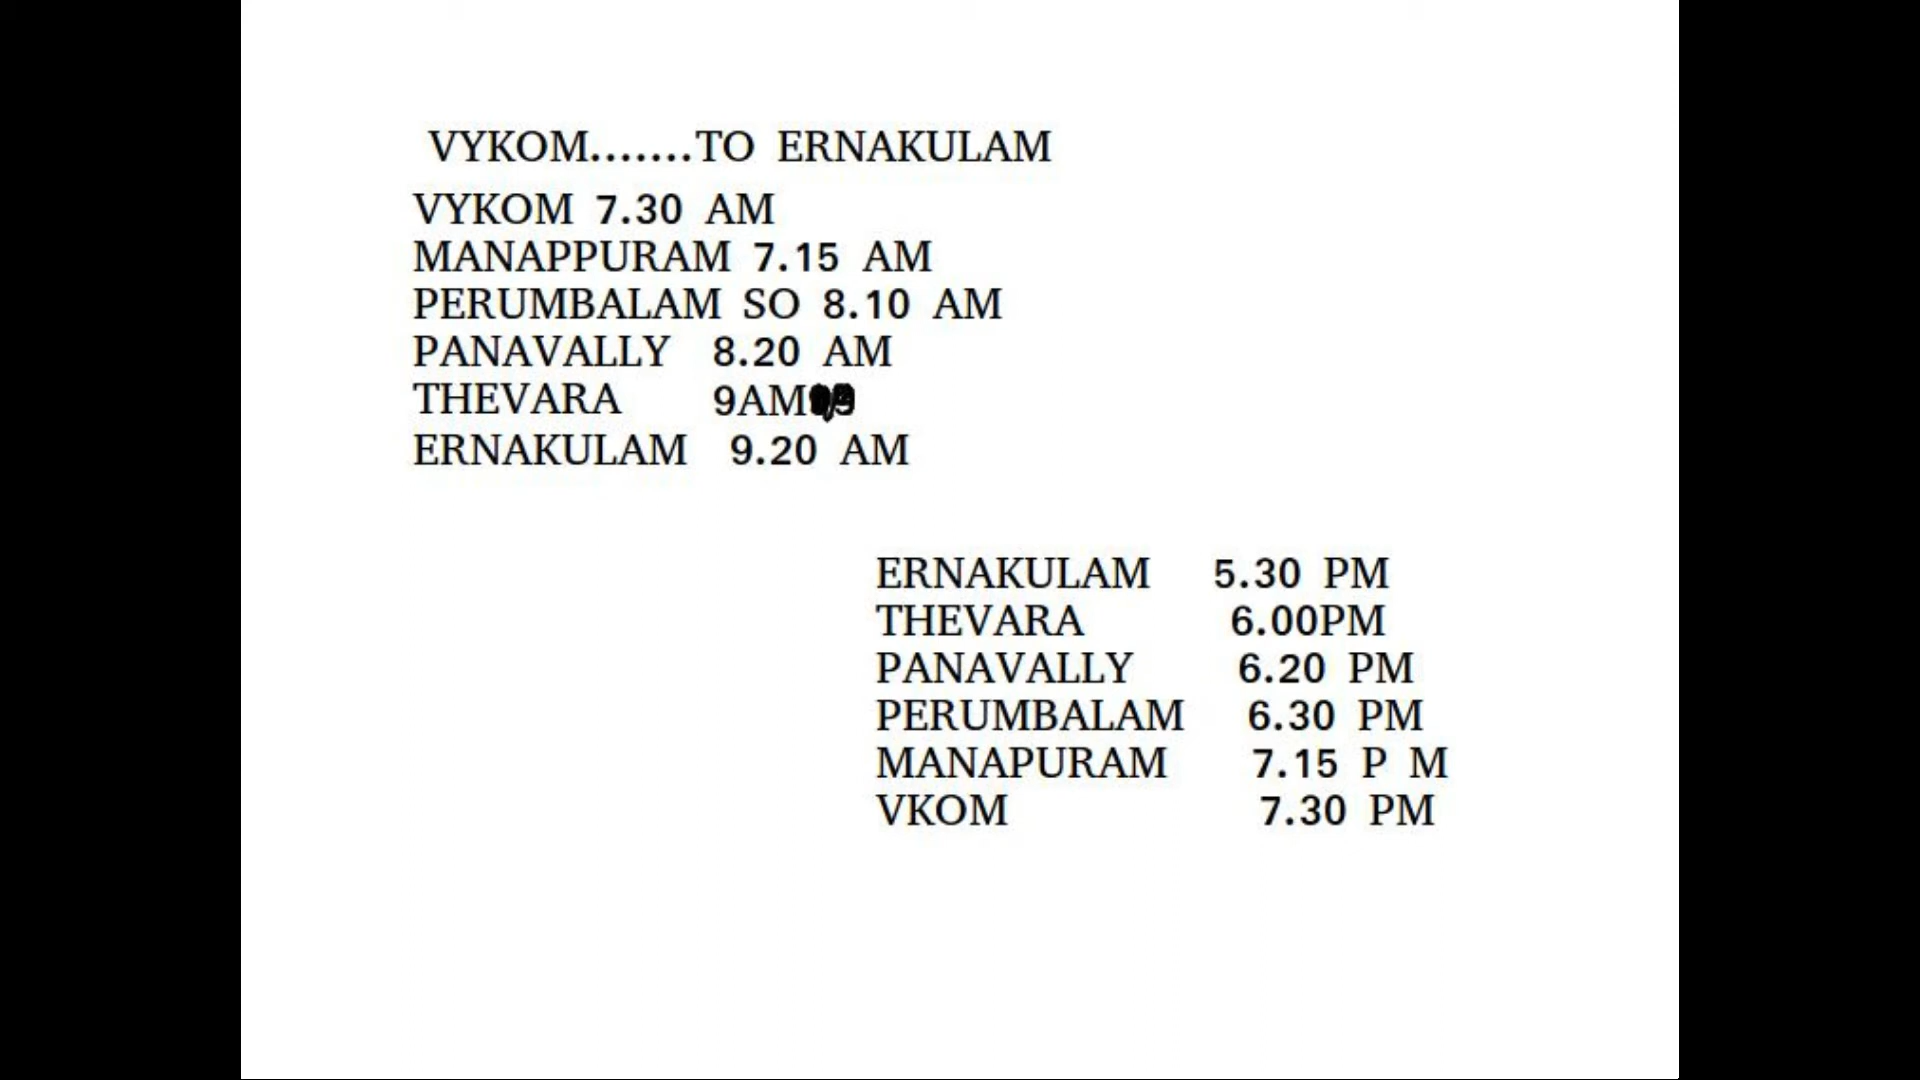 VYKOM.......TO ERNAKULAM
VYKOM 7.30 AM
MANAPPURAM 7.15 AM
PERUMBALAM SO 8.10 AM
PANAVALLY 8.20 AM
THEVARA 9AM
ERNAKULAM 9.20 AM
ERNAKULAM 5.30 PM
THEVARA 6.00PM
PANAVALLY 6.20 PM
PERUMBALAM 6.30 PM
MANAPURAM 7.15 P M
VKOM 7.30 PM